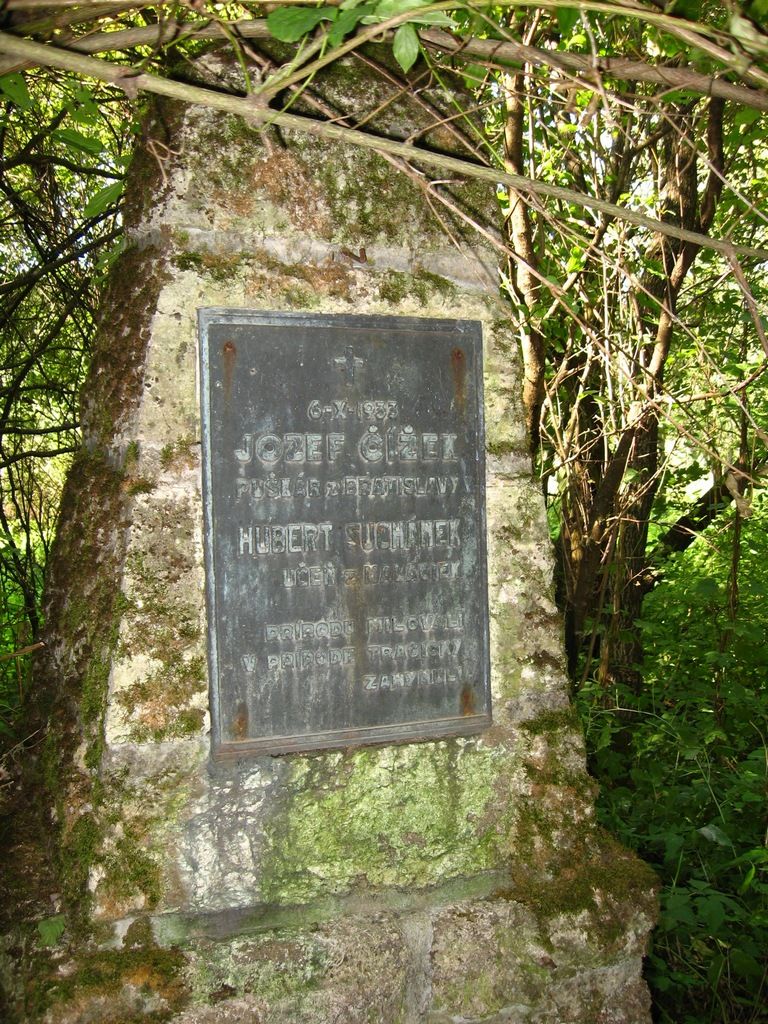 6-X-1933
JOZEF ČÍŽEK
PUŠKÁR z BRATISLAVY
HUBERT SUCHÁNEK
UČEŇ z MALACIEK
PRÍRODU MILOVALI
V PRÍRODE TRAGICKY
ZAHYNULI